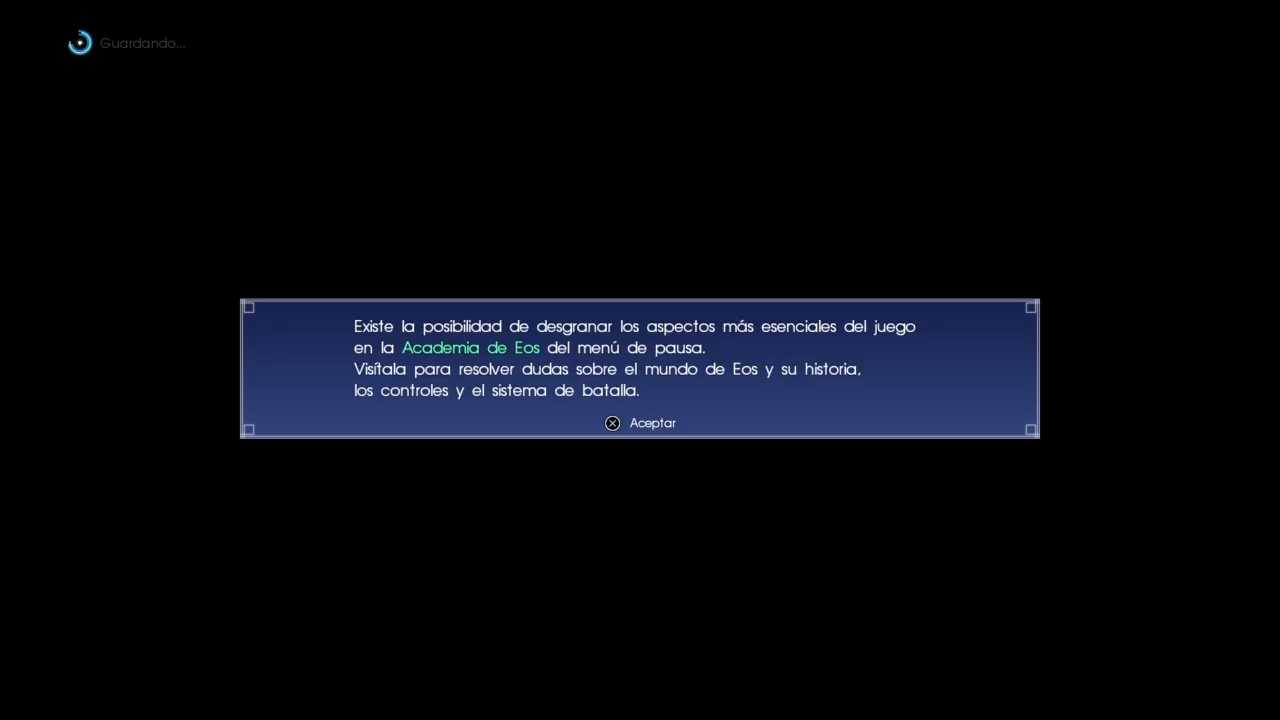 Guardando...
Existe la posibilidad de desgranar los aspectos más esenciales del juego
en la Academia de Eos del menú de pausa.
Visítala para resolver dudas sobre el mundo de Eos y su historia,
los controles y el sistema de batalla.
Aceptar